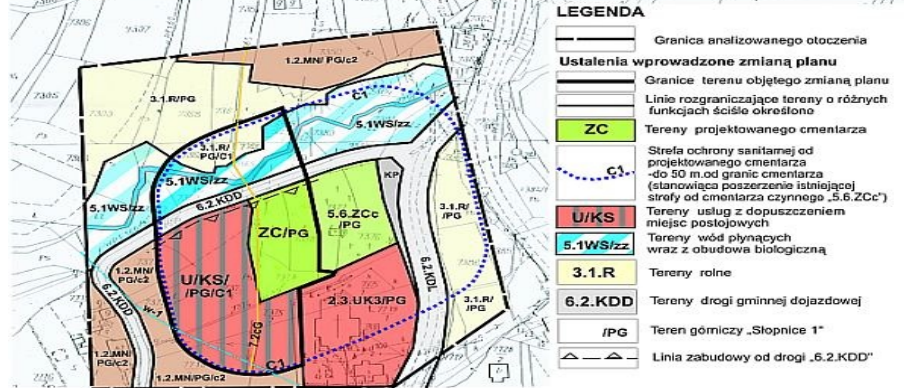 1.2.MN/PG/c2
3.1.R/PG
C1
5.1WS/zz
3.1.R/
PG/C1
5.1WS/zz
KP
6.2.KDD
5.1WS/zz
3.1.R/
/PG
5.6.ZCc
/PG
ZC/PG
1.2.MN/
PG/c2
U/KS/
/PG/C1
6.2.KDD
6.2.KDL
2.3.UK3/PG
3.1.R/
/PG
w-1
7.2cG
1.2.MN/
PG/c2
C1
1.2.MN/PG/c2
LEGENDA
Granica analizowanego otoczenia
Ustalenia wprowadzone zmianą planu
Granice terenu objętego zmianą planu
Linie rozgraniczające tereny o różnych
funkcjach ściśle określone
ZC
Tereny projektowanego cmentarza
C1
Strefa ochrony sanitarnej od
projektowanego cmentarza
-do 50 m.od granic cmentarza
(stanowiąca poszerzenie istniejącej
strefy od cmentarza czynnego „5.6.ZCc")
U/KS
Tereny usług z dopuszczeniem
miejsc postojowych
5.1WS/zz
Tereny wód płynących
wraz z obudową biologiczną
3.1.R
Tereny rolne
6.2.KDD
Tereny drogi gminnej dojazdowej
/PG
Teren górniczy „Słopnice 1"
Linia zabudowy od drogi „6.2.KDD"